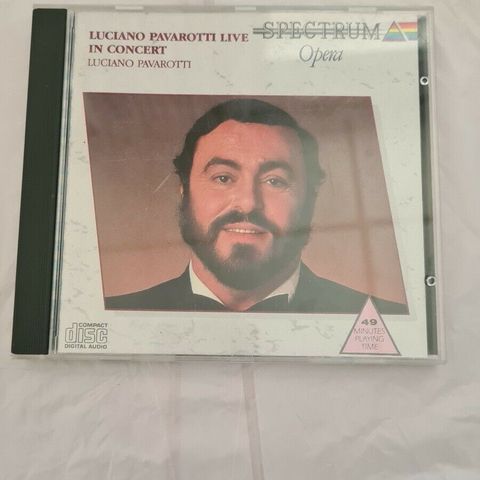 LUCIANO PAVAROTTI LIVE
IN CONCERT
LUCIANO PAVAROTTI
SPECTRUM
Opera
COMPACT
disc
DIGITAL AUDIO
49
MINUTES
PLAYING
TIME